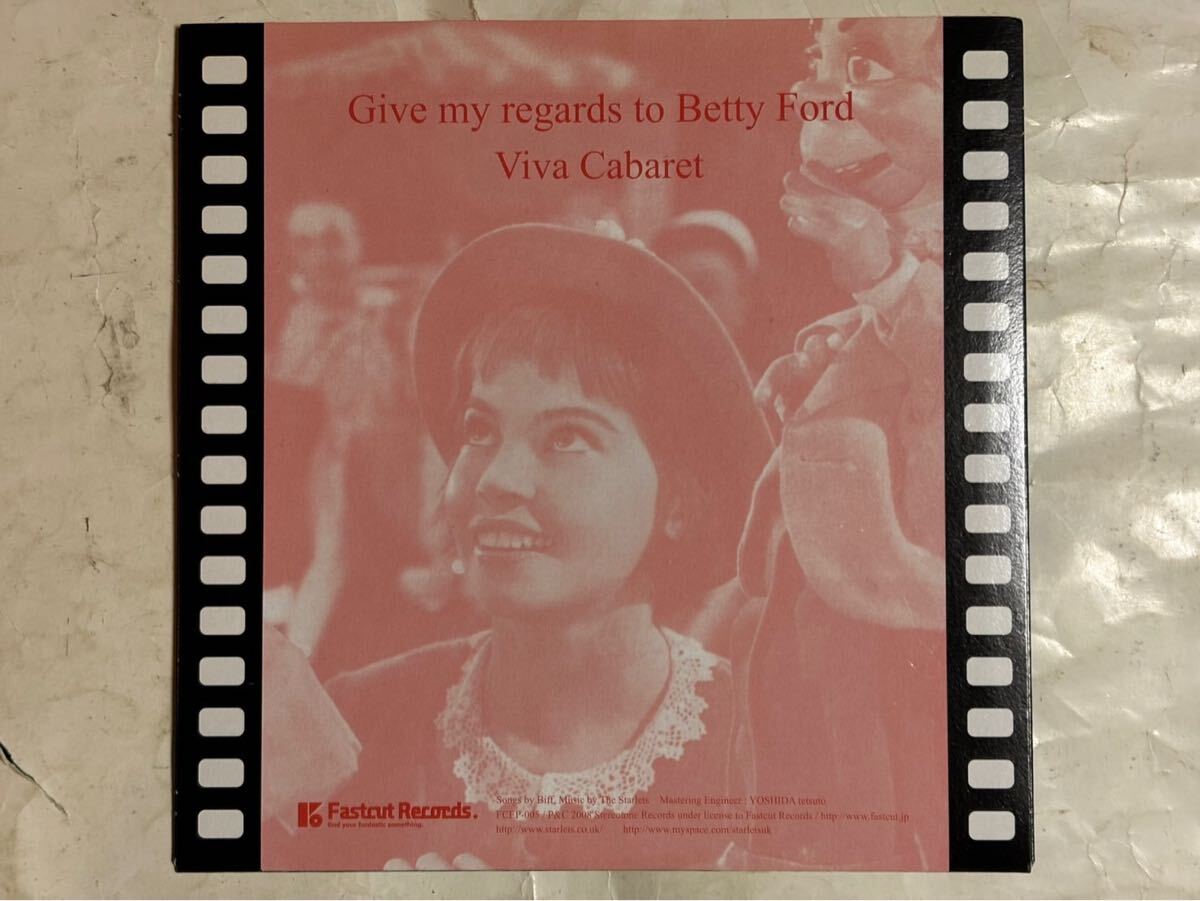 Give my regards to Betty Ford
Viva Cabaret
Fastcut Records.
find your fantastic something.
Songs by Biff, Music by The Starlets Mastering Engineer : YOSHIDA tetsuto
FCEP-005 / P&C 2008 Stereotone Records under license to Fastcut Records / http://www.fastcut.jp
http://www.starlets.co.uk/ http://www.myspace.com/starletsuk